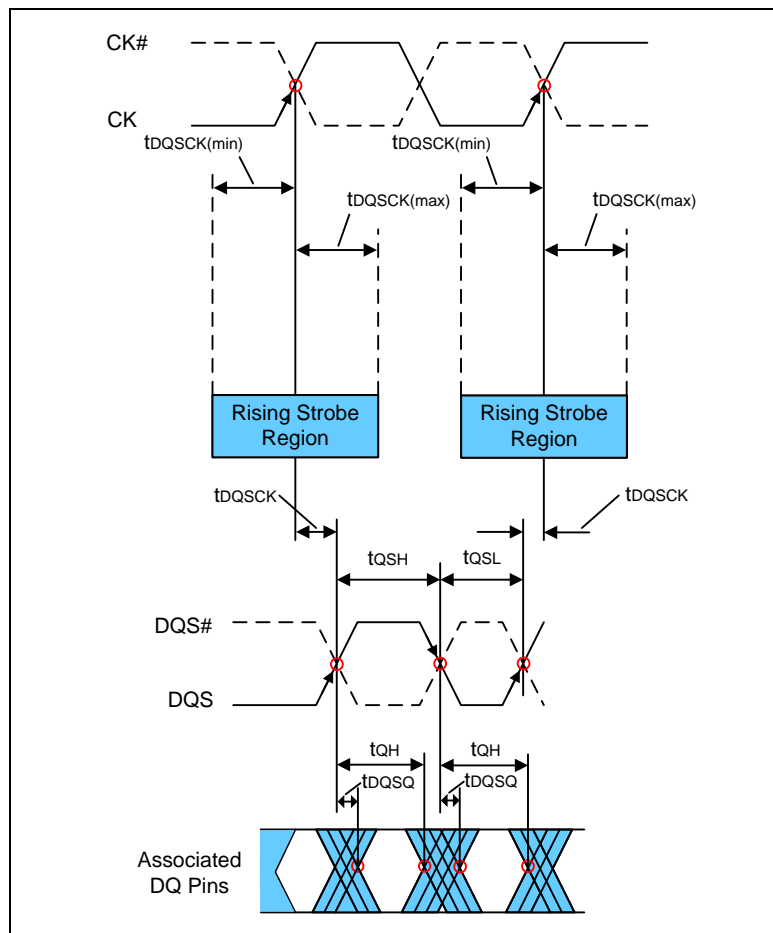 CK#
CK
tDQSCK(min)
tDQSCK(min)
tDQSCK(max)
tDQSCK(max)
Rising Strobe
Region
Rising Strobe
Region
tDQSCK
tDQSCK
tQSH
tQSL
DQS#
DQS
tQH
tQH
tDQSQ
tDQSQ
Associated
DQ Pins